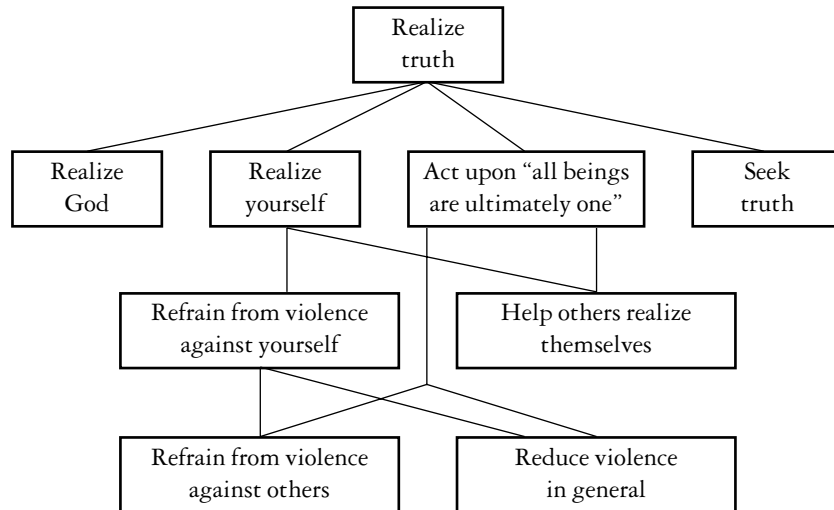 Realize
truth
Realize
God
Realize
yourself
Act upon “all beings
are ultimately one”
Seek
truth
Refrain from violence
against yourself
Help others realize
themselves
Refrain from violence
against others
Reduce violence
in general